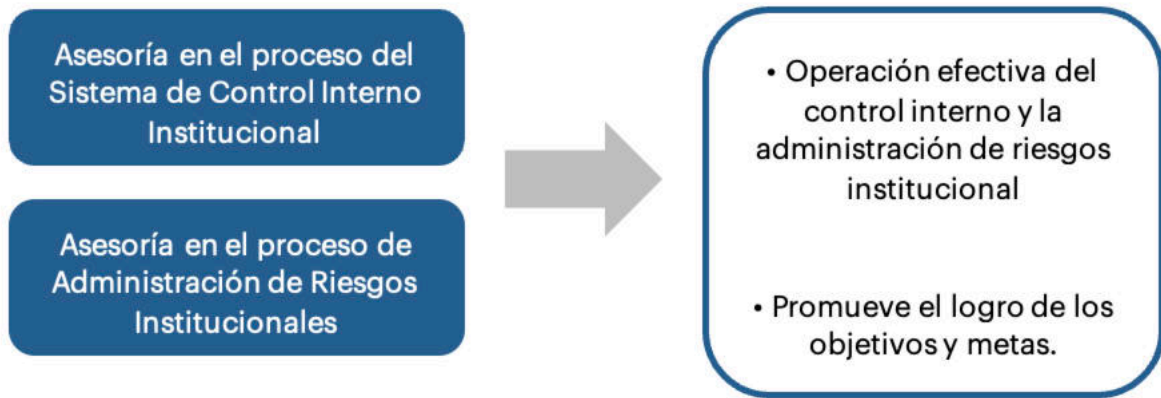 Asesoría en el proceso del
Sistema de Control Interno
Institucional
Asesoría en el proceso de
Administración de Riesgos
Institucionales
• Operación efectiva del
control interno y la
administración de riesgos
institucional
• Promueve el logro de los
objetivos y metas.